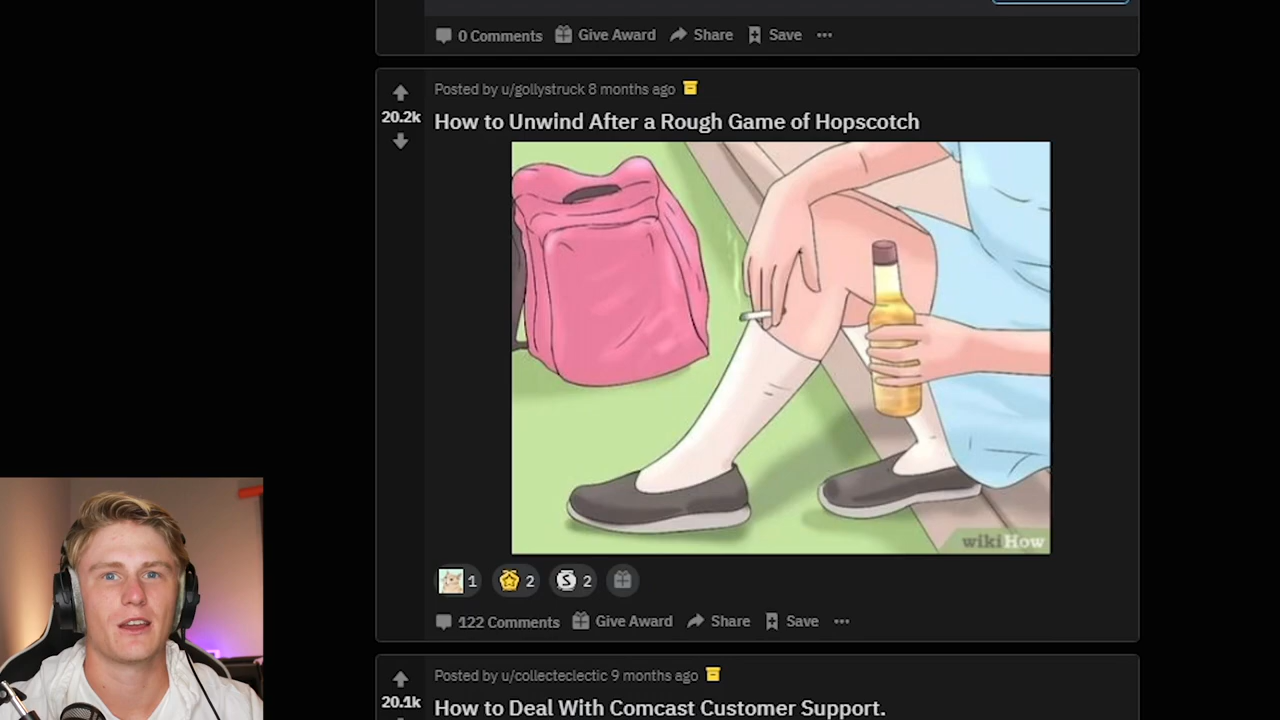 0 Comments Give Award Share Save
Posted by u/gollystruck 8 months ago
20.2k
How to Unwind After a Rough Game of Hopscotch
wikiHow
1 2 2
122 Comments Give Award Share Save
Posted by u/collecteclectic 9 months ago
20.1k
How to Deal With Comcast Customer Support.